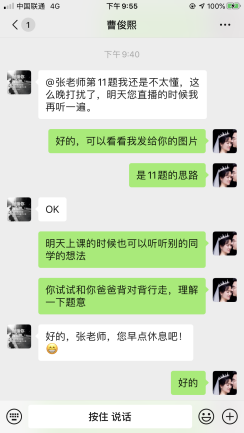 中国联通 4G 下午9:55 100%
1 曹俊熙
下午9:40
@张老师第11题我还是不太懂，这
么晚打扰了，明天您直播的时候我
再听一遍。
好的，可以看看我发给你的图片
是11题的思路
OK
明天上课的时候也可以听听别的同
学的想法
你试试和你爸爸背对背行走，理解
一下题意
好的，张老师，您早点休息吧！
😁
好的
按住 说话